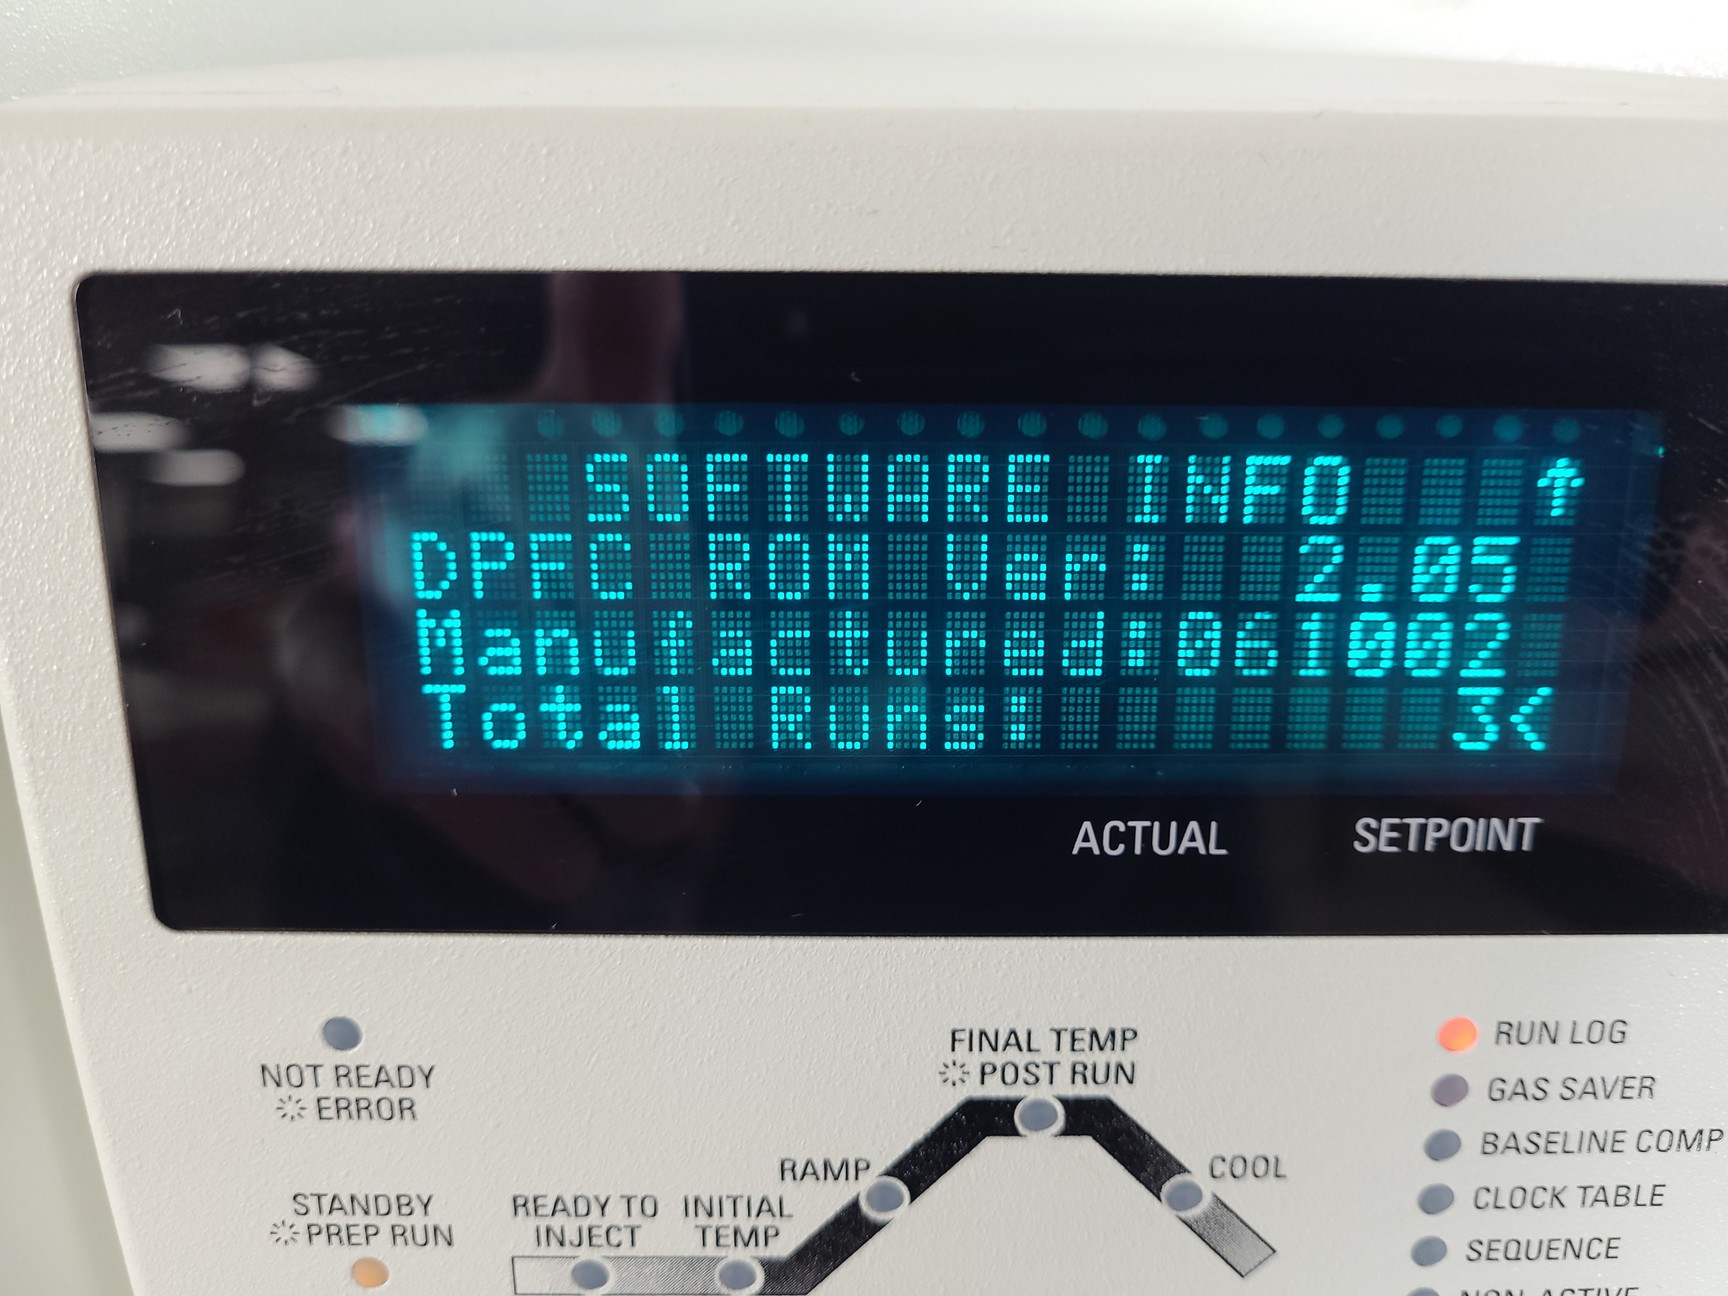 SOFTWARE INFO ↑
DPFC ROM Ver: 2.05
Manufactured:061002
Total Runs: 3<
ACTUAL SETPOINT
NOT READY
ERROR
STANDBY
PREP RUN
READY TO
INJECT
INITIAL
TEMP
RAMP
FINAL TEMP
POST RUN
COOL
RUN LOG
GAS SAVER
BASELINE COMP
CLOCK TABLE
SEQUENCE
NON-ACTIVE